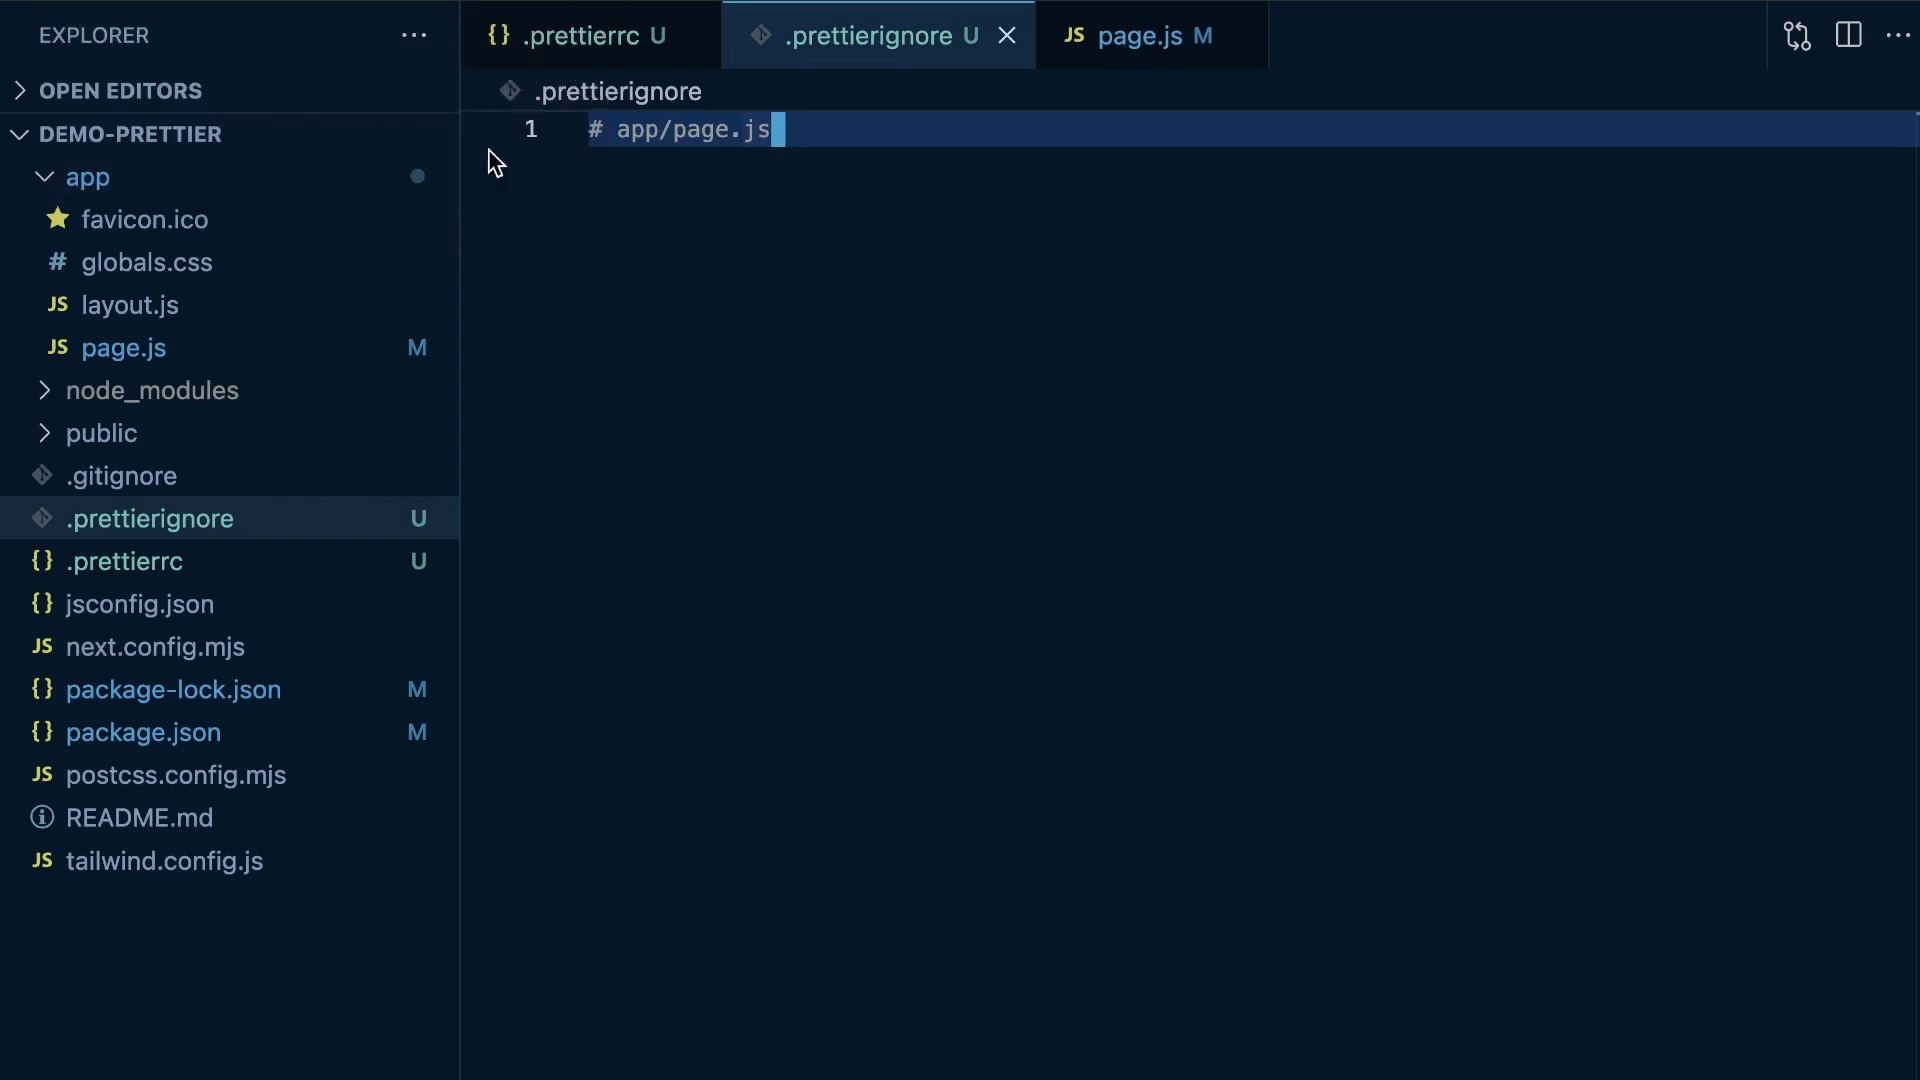 EXPLORER
OPEN EDITORS
DEMO-PRETTIER
app
favicon.ico
# globals.css
JS layout.js
JS page.js M
node_modules
public
.gitignore
.prettierignore U
{} .prettierrc U
{} jsconfig.json
JS next.config.mjs
{} package-lock.json M
{} package.json M
JS postcss.config.mjs
README.md
JS tailwind.config.js
{} .prettierrc U
.prettierignore U
JS page.js M
.prettierignore
1 # app/page.js